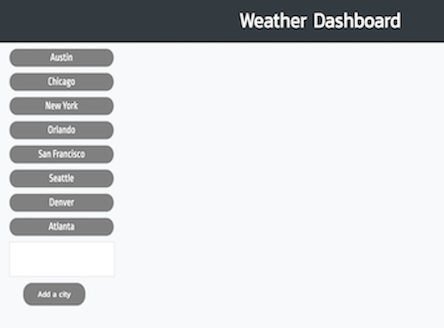 Weather Dashboard
Austin
Chicago
New York
Orlando
San Francisco
Seattle
Denver
Atlanta
Add a city